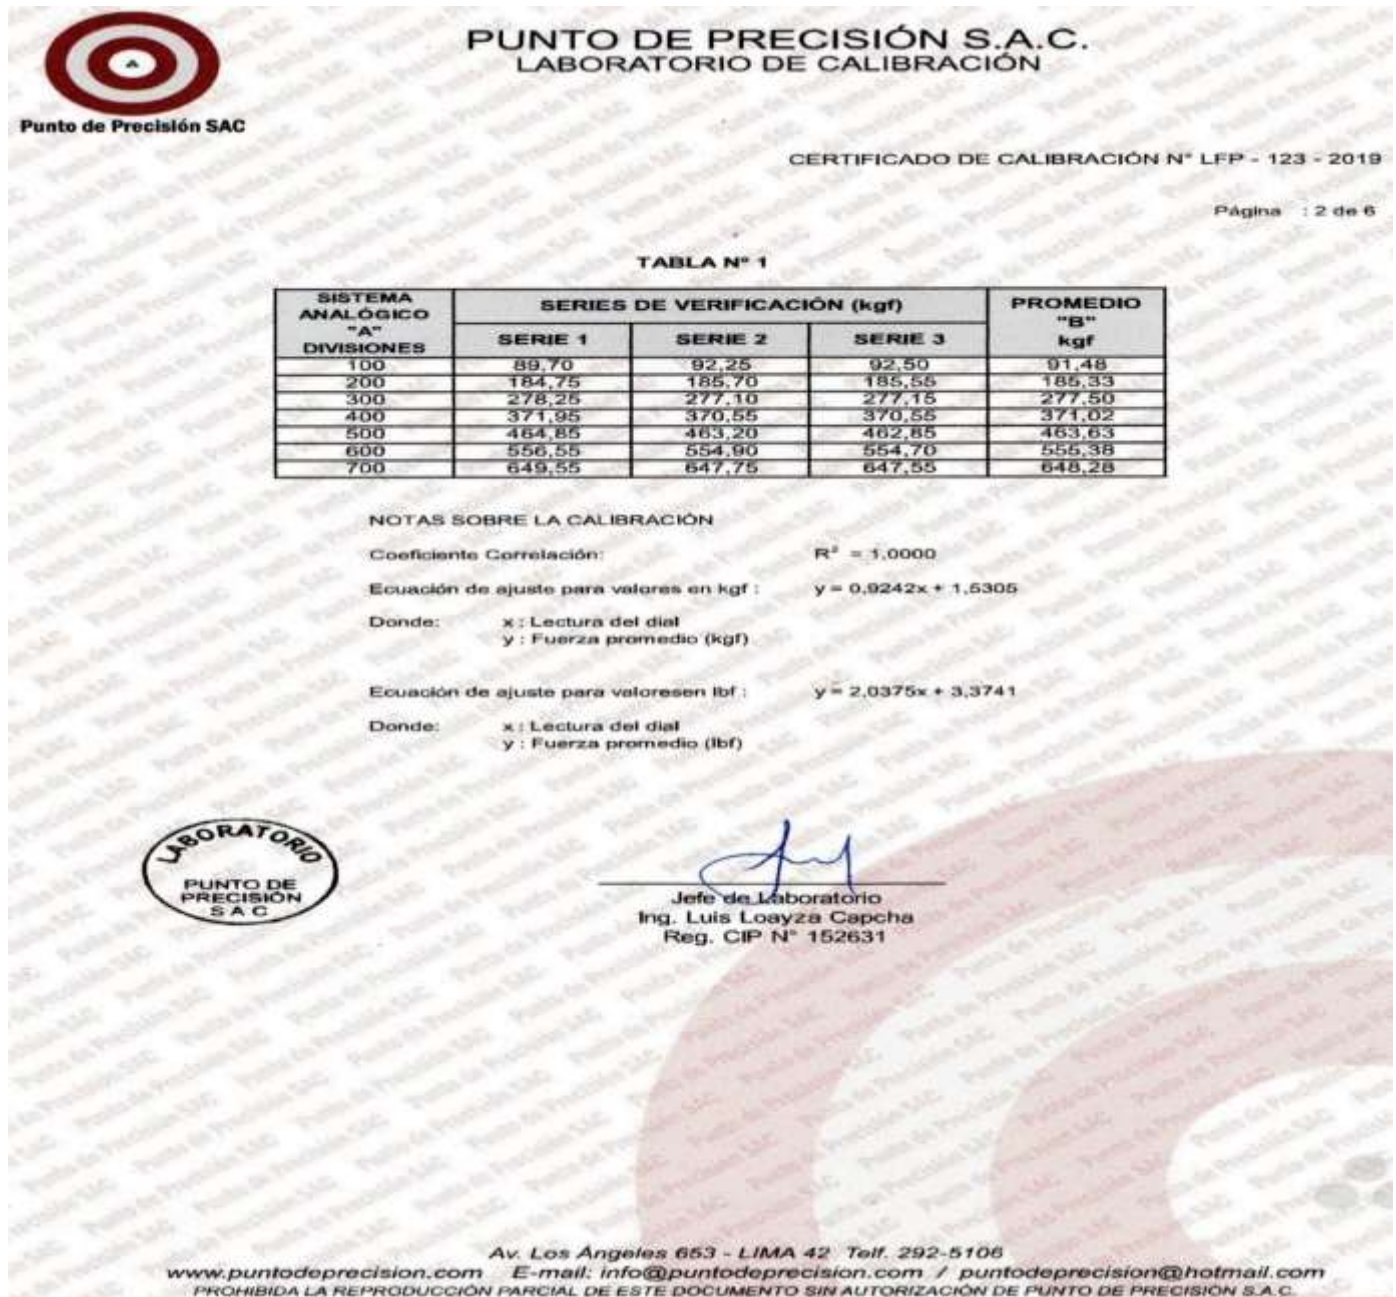 PUNTO DE PRECISIÓN S.A.C.
LABORATORIO DE CALIBRACIÓN
A
Punto de Precisión SAC
CERTIFICADO DE CALIBRACIÓN N° LFP - 123 - 2019
Página : 2 de 6
TABLA N° 1
SISTEMA ANALÓGICO "A" DIVISIONES SERIES DE VERIFICACIÓN (kgf) PROMEDIO "B" kgf
SERIE 1 SERIE 2 SERIE 3
100 89,70 92,25 92,50 91,48
200 184,75 185,70 185,55 185,33
300 278,25 277,10 277,15 277,50
400 371,95 370,55 370,55 371,02
500 464,85 463,20 462,85 463,63
600 556,55 554,90 554,70 555,38
700 649,55 647,75 647,55 648,28
NOTAS SOBRE LA CALIBRACIÓN
Coeficiente Correlación: R² = 1,0000
Ecuación de ajuste para valores en kgf : y = 0,9242x + 1,5305
Donde: x : Lectura del dial
y : Fuerza promedio (kgf)
Ecuación de ajuste para valoresen lbf : y = 2,0375x + 3,3741
Donde: x : Lectura del dial
y : Fuerza promedio (lbf)
LABORATORIO
PUNTO DE
PRECISIÓN
S A C
Jefe de Laboratorio
Ing. Luis Loayza Capcha
Reg. CIP N° 152631
Av. Los Ángeles 653 - LIMA 42 Telf. 292-5106
www.puntodeprecision.com E-mail: info@puntodeprecision.com / puntodeprecision@hotmail.com
PROHIBIDA LA REPRODUCCIÓN PARCIAL DE ESTE DOCUMENTO SIN AUTORIZACIÓN DE PUNTO DE PRECISIÓN S.A.C.